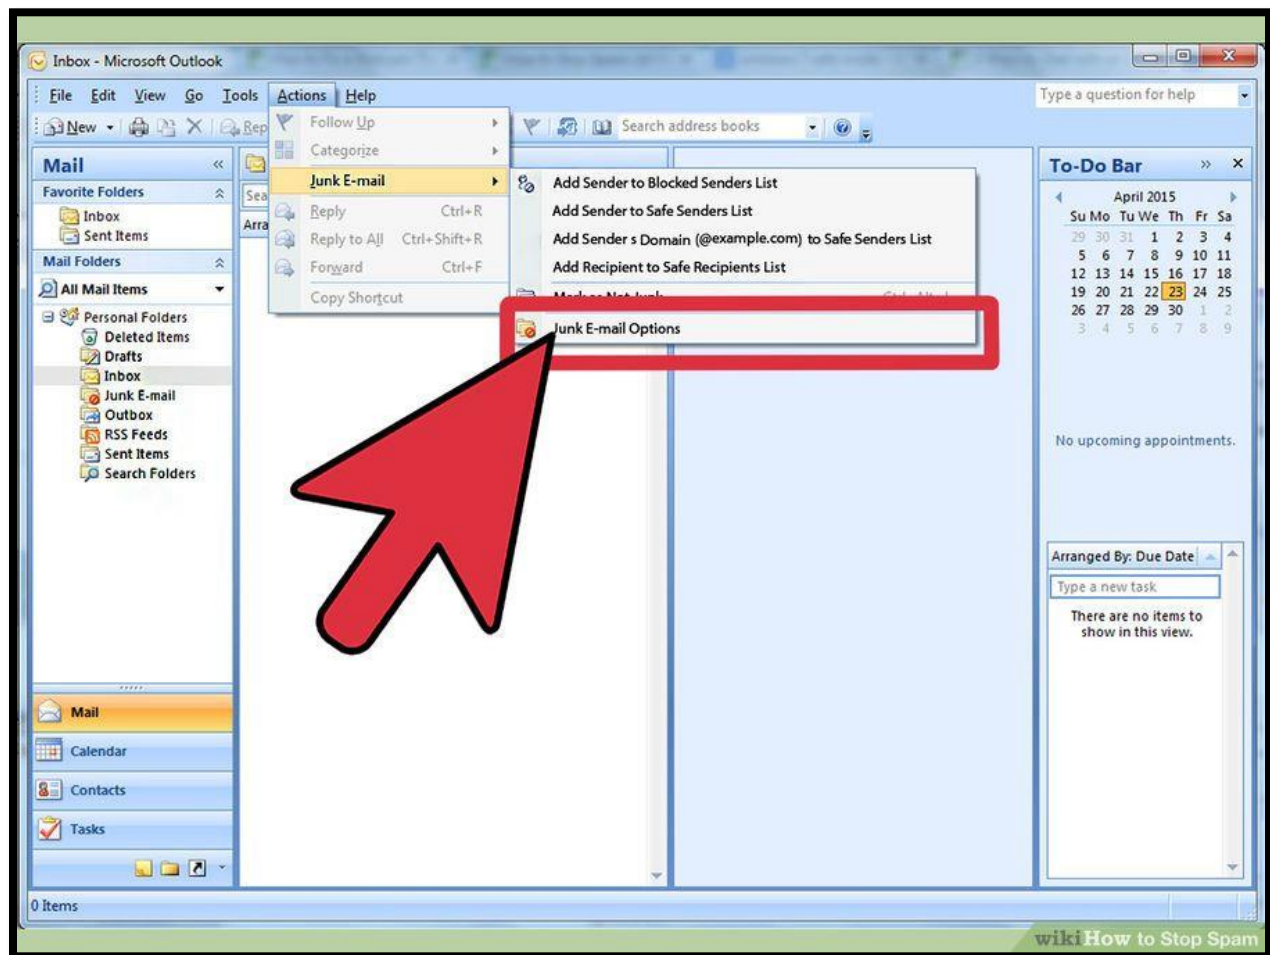 Inbox - Microsoft Outlook
File Edit View Go Tools Actions Help
Type a question for help
New
Rep
Search address books
Mail
Favorite Folders
Inbox
Sent Items
Mail Folders
All Mail Items
Personal Folders
Deleted Items
Drafts
Inbox
Junk E-mail
Outbox
RSS Feeds
Sent Items
Search Folders
Mail
Calendar
Contacts
Tasks
Sea
Arra
Follow Up
Categorize
Junk E-mail
Reply Ctrl+R
Reply to All Ctrl+Shift+R
Forward Ctrl+F
Copy Shortcut
Add Sender to Blocked Senders List
Add Sender to Safe Senders List
Add Sender s Domain (@example.com) to Safe Senders List
Add Recipient to Safe Recipients List
Mark as Not Junk
Junk E-mail Options
To-Do Bar
April 2015
Su Mo Tu We Th Fr Sa
29 30 31 1 2 3 4
5 6 7 8 9 10 11
12 13 14 15 16 17 18
19 20 21 22 23 24 25
26 27 28 29 30 1 2
3 4 5 6 7 8 9
No upcoming appointments.
Arranged By: Due Date
Type a new task
There are no items to
show in this view.
0 Items
wikiHow to Stop Spam